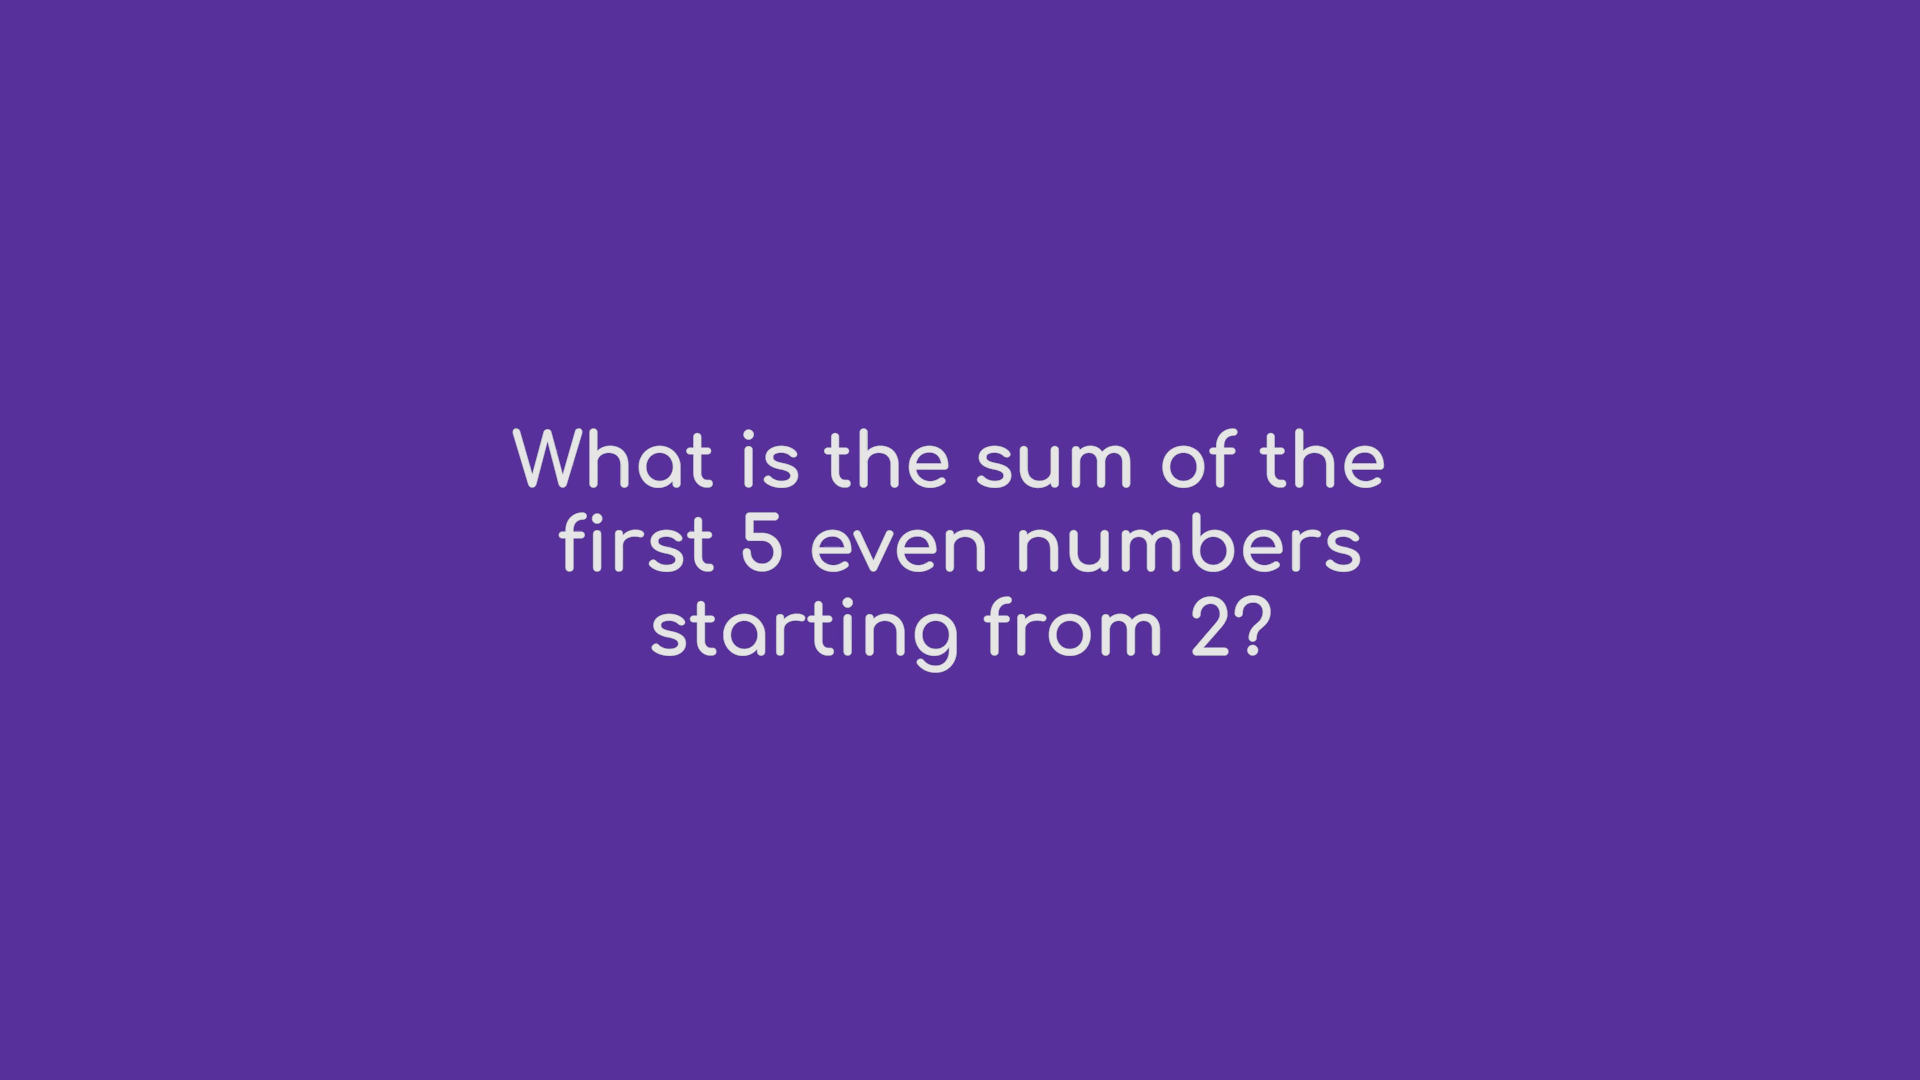 What is the sum of the
first 5 even numbers
starting from 2?